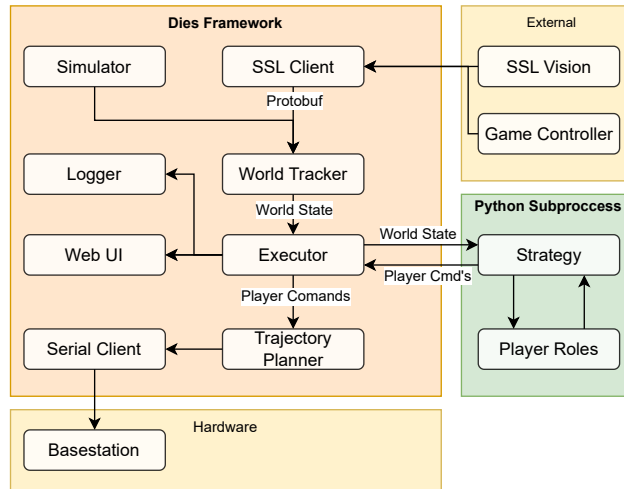 Dies Framework
External
Simulator
SSL Client
SSL Vision
Protobuf
Game Controller
Logger
World Tracker
World State
Python Subproccess
Web UI
Executor
World State
Strategy
Player Cmd's
Player Comands
Serial Client
Trajectory
Planner
Player Roles
Hardware
Basestation